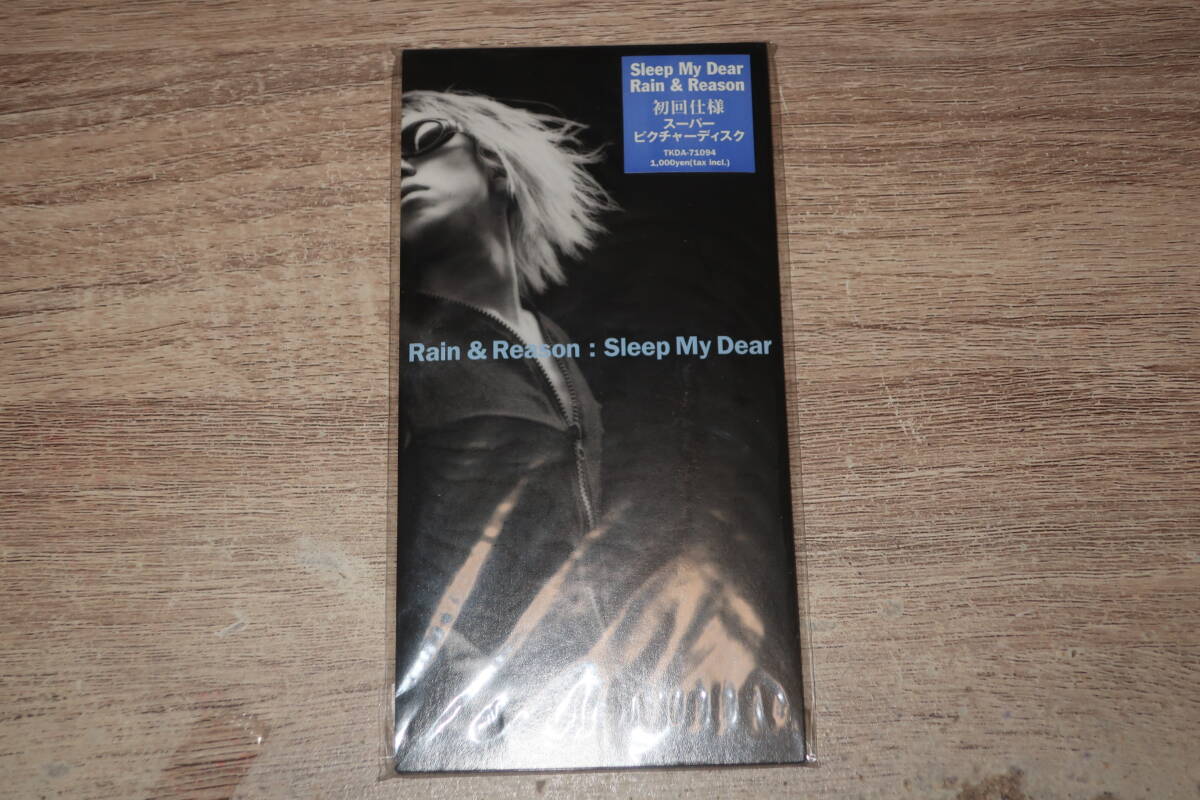 Sleep My Dear
Rain & Reason
初回仕様
スーパー
ピクチャーディスク
TKDA-71094
1,000yen(tax incl.)
Rain & Reason : Sleep My Dear